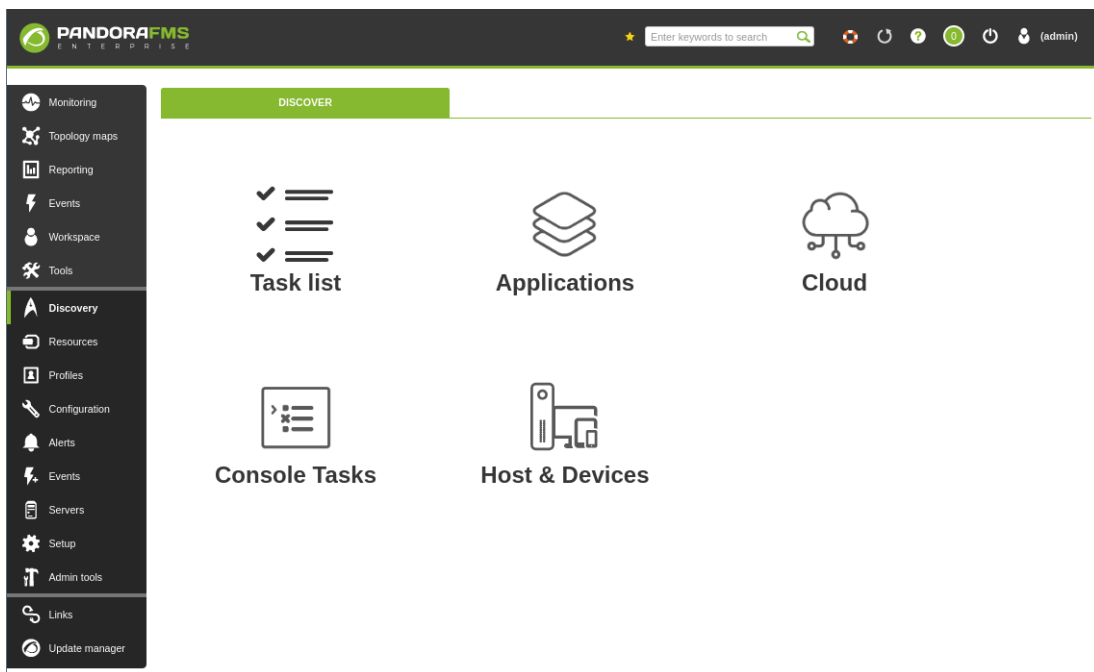 PANDORAFMS
ENTERPRISE
Enter keywords to search
?
0
(admin)
Monitoring
Topology maps
Reporting
Events
Workspace
Tools
Discovery
Resources
Profiles
Configuration
Alerts
Events
Servers
Setup
Admin tools
Links
Update manager
DISCOVER
Task list
Applications
Cloud
Console Tasks
Host & Devices